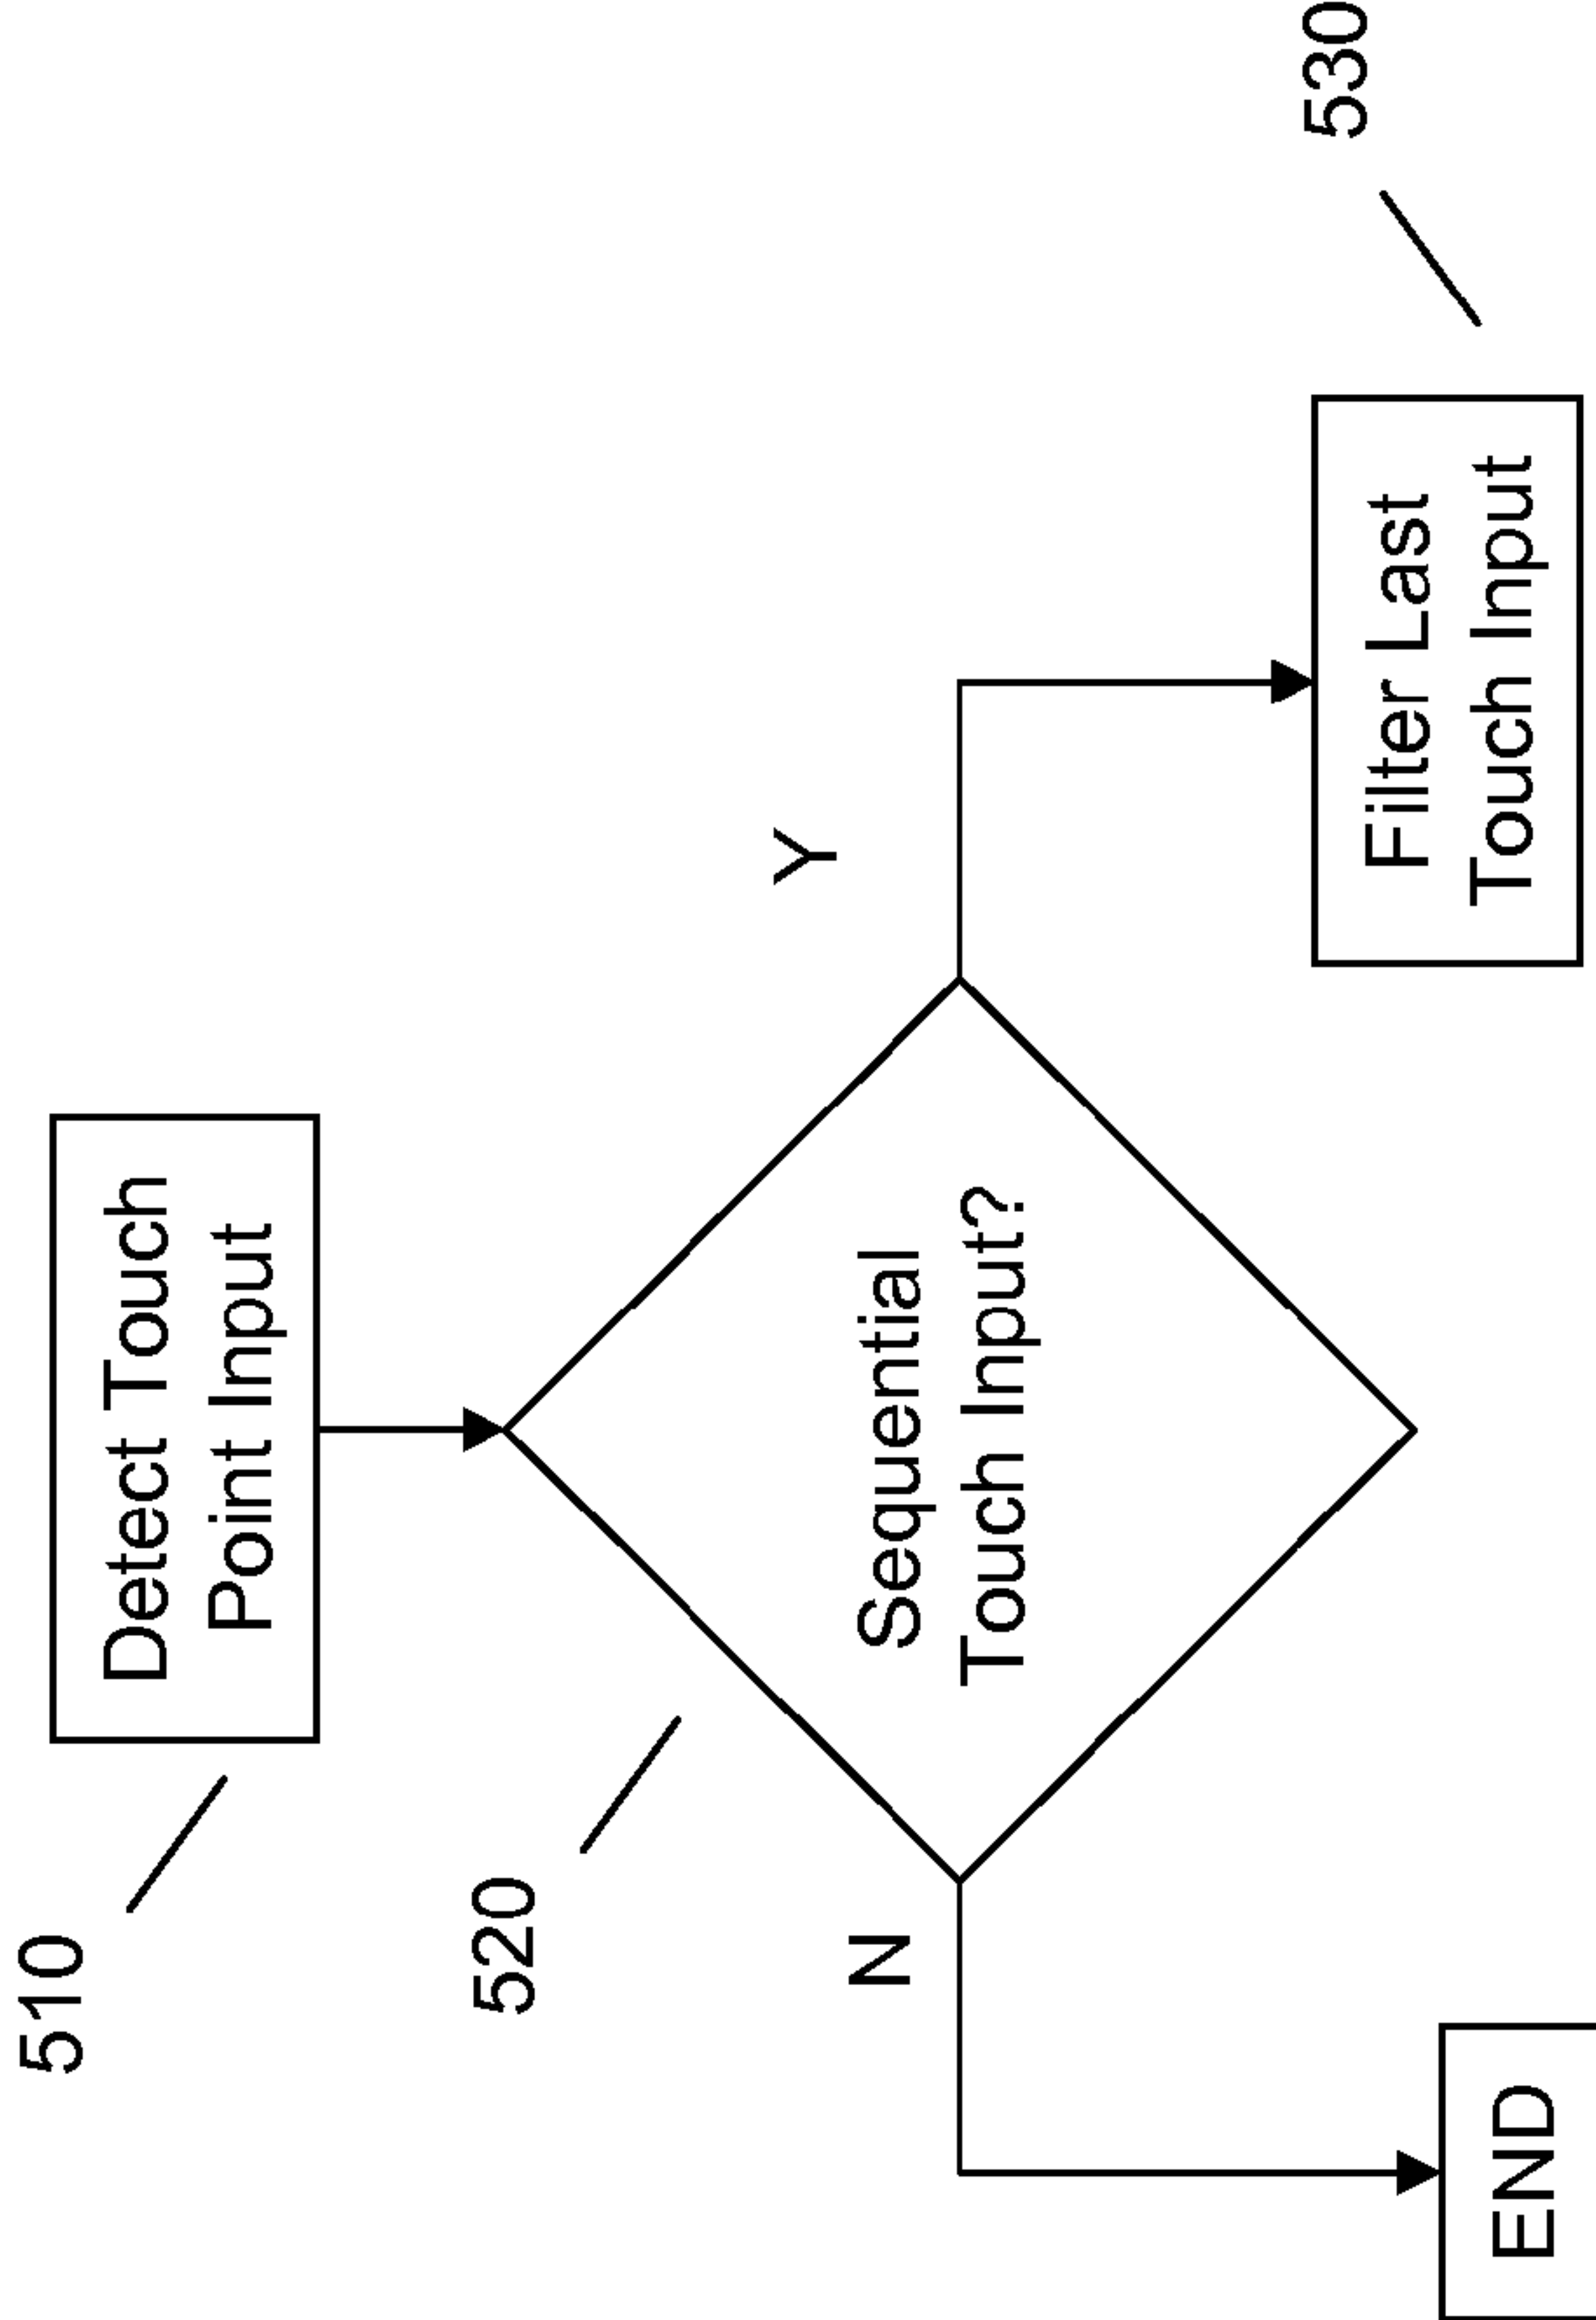 510
Detect Touch
Point Input
520
Sequential
Touch Input?
N
Y
530
Filter Last
Touch Input
END